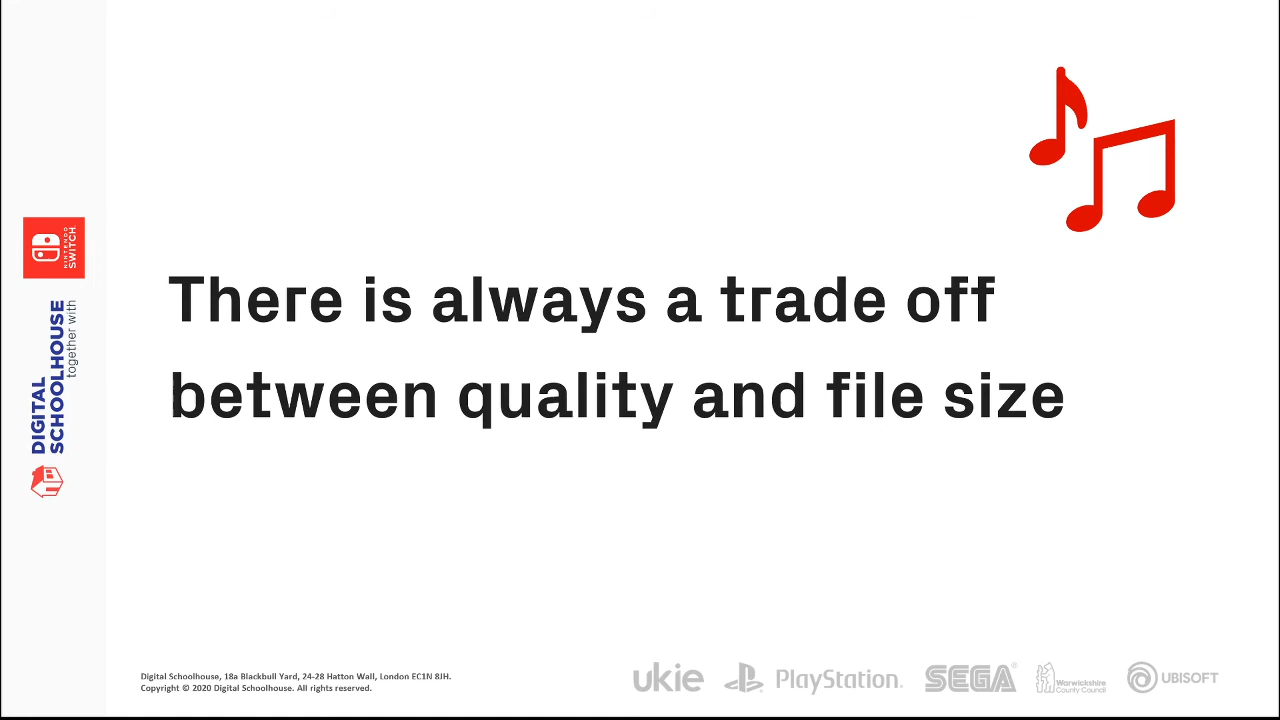 There is always a trade off
between quality and file size
NINTENDO
SWITCH
DIGITAL
SCHOOLHOUSE
together with
Digital Schoolhouse, 18a Blackbull Yard, 24-28 Hatton Wall, London EC1N 8JH.
Copyright © 2020 Digital Schoolhouse. All rights reserved.
ukie
PlayStation.
SEGA®
Warwickshire
County Council
UBISOFT